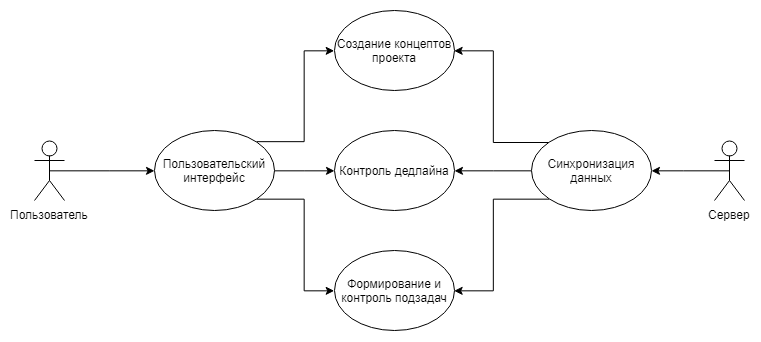 Создание концептов
проекта
Пользовательский
интерфейс
Контроль дедлайна
Синхронизация
данных
Пользователь
Сервер
Формирование и
контроль подзадач